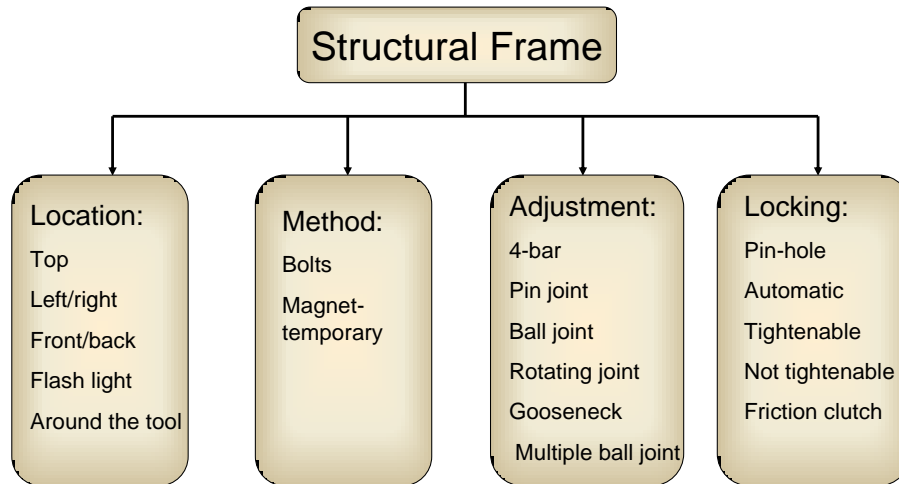 Structural Frame
Location:
Top
Left/right
Front/back
Flash light
Around the tool
Method:
Bolts
Magnet-
temporary
Adjustment:
4-bar
Pin joint
Ball joint
Rotating joint
Gooseneck
Multiple ball joint
Locking:
Pin-hole
Automatic
Tightenable
Not tightenable
Friction clutch